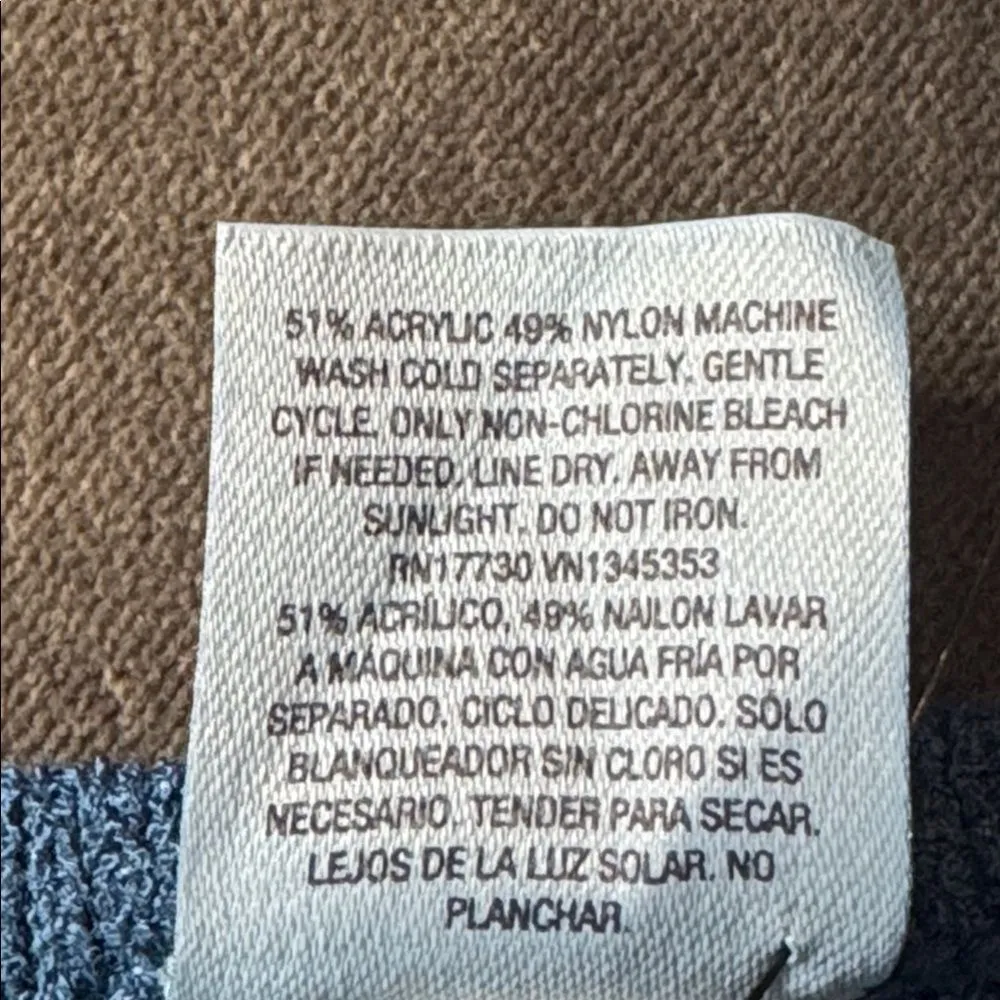 51% ACRYLIC 49% NYLON MACHINE
WASH COLD SEPARATELY. GENTLE
CYCLE. ONLY NON-CHLORINE BLEACH
IF NEEDED. LINE DRY. AWAY FROM
SUNLIGHT. DO NOT IRON.
RN17730 VN1345353
51% ACRÍLICO, 49% NAILON LAVAR
A MÁQUINA CON AGUA FRÍA POR
SEPARADO. CICLO DELICADO. SÓLO
BLANQUEADOR SIN CLORO SI ES
NECESARIO. TENDER PARA SECAR.
LEJOS DE LA LUZ SOLAR. NO
PLANCHAR.